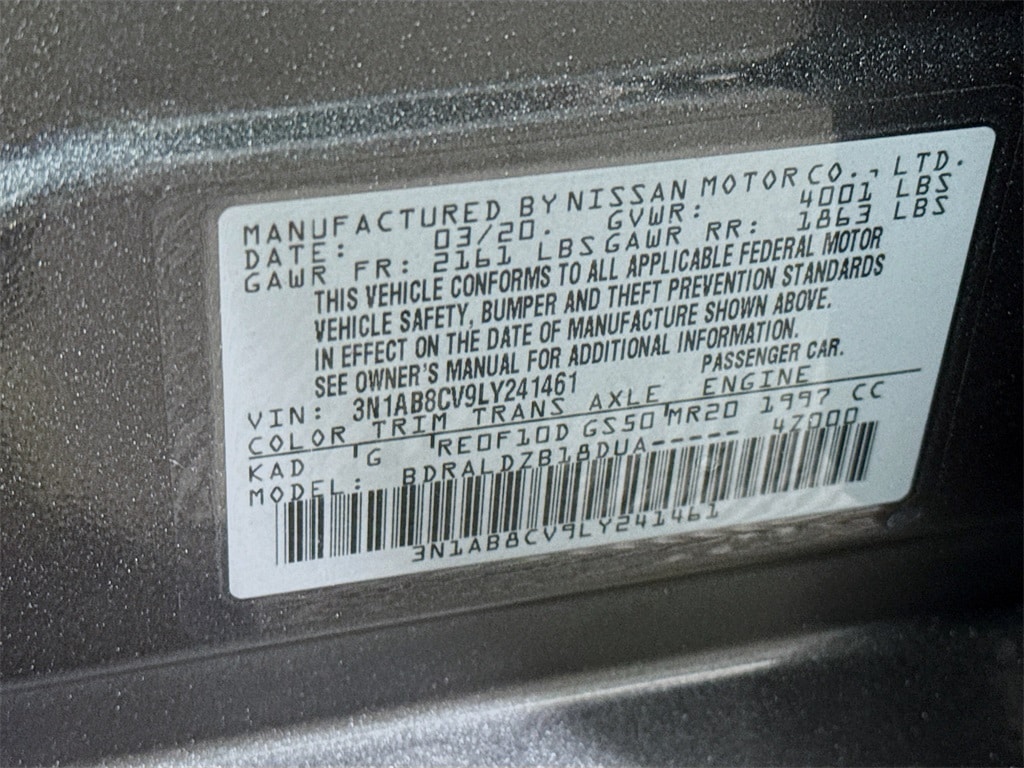 MANUFACTURED BY NISSAN MOTOR CO., LTD.
DATE: 03/20. GVWR: 4001 LBS
GAWR FR: 2161 LBS GAWR RR: 1863 LBS
THIS VEHICLE CONFORMS TO ALL APPLICABLE FEDERAL MOTOR
VEHICLE SAFETY, BUMPER AND THEFT PREVENTION STANDARDS
IN EFFECT ON THE DATE OF MANUFACTURE SHOWN ABOVE.
SEE OWNER'S MANUAL FOR ADDITIONAL INFORMATION.
VIN: 3N1AB8CV9LY241461 PASSENGER CAR.
COLOR TRIM TRANS AXLE ENGINE
KAD G RE0F10D GS50 MR20 1997 CC
MODEL: BDRALDZB18DUA----- 47000
3N1AB8CV9LY241461